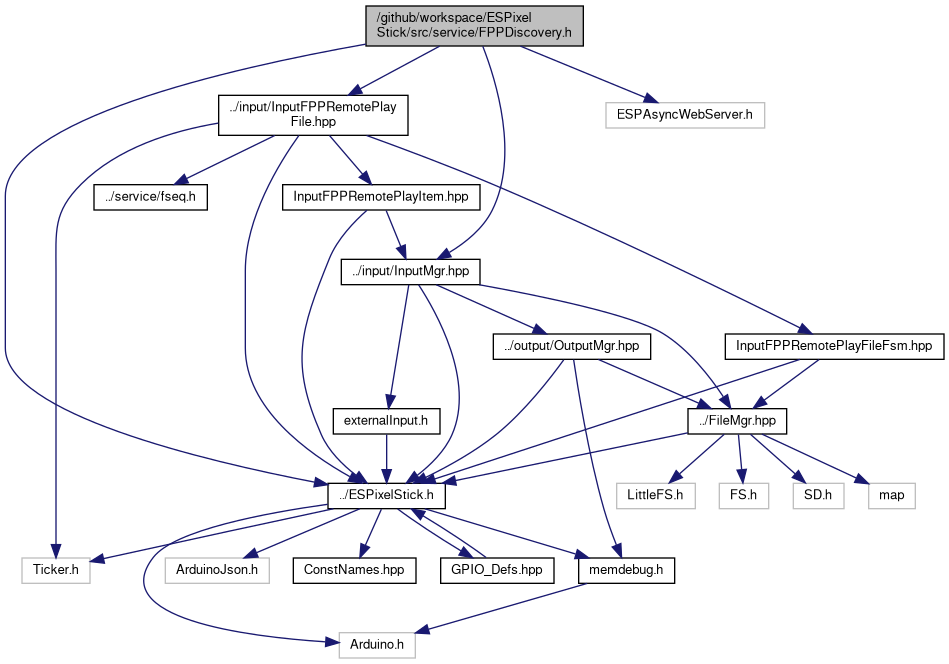 /github/workspace/ESPixel
Stick/src/service/FPPDiscovery.h
../input/InputFPPRemotePlay
File.hpp
ESPAsyncWebServer.h
../service/fseq.h
InputFPPRemotePlayItem.hpp
../input/InputMgr.hpp
../output/OutputMgr.hpp
InputFPPRemotePlayFileFsm.hpp
externalInput.h
../FileMgr.hpp
../ESPixelStick.h
LittleFS.h
FS.h
SD.h
map
Ticker.h
ArduinoJson.h
ConstNames.hpp
GPIO_Defs.hpp
memdebug.h
Arduino.h